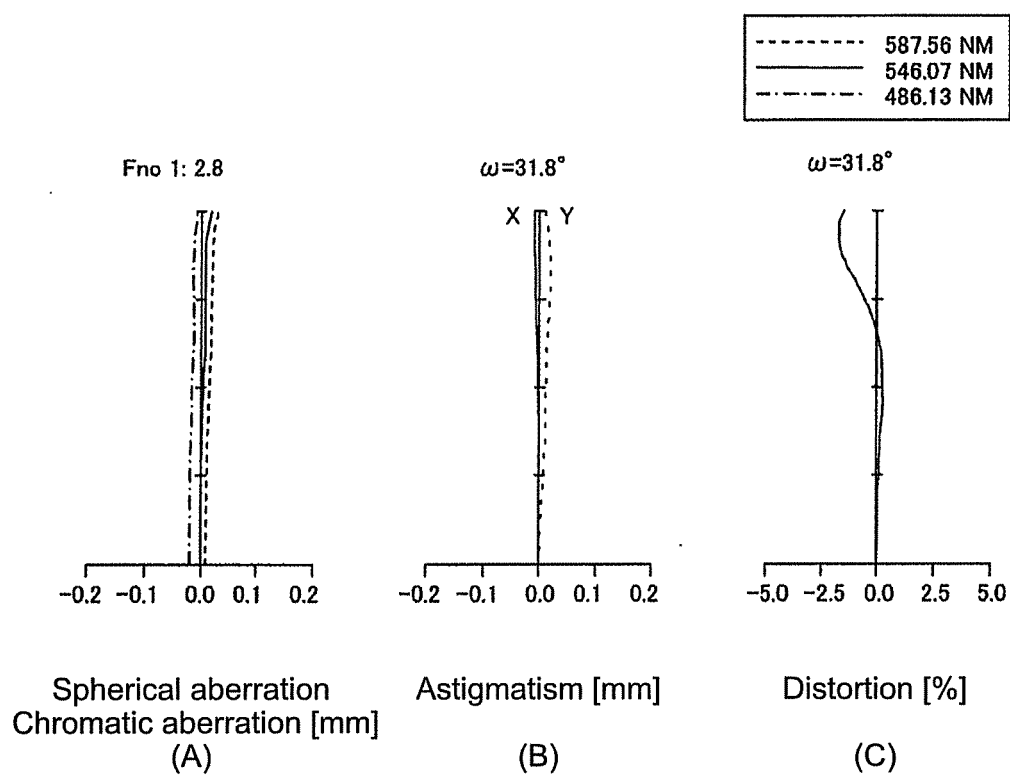 587.56 NM
546.07 NM
486.13 NM
Fno 1: 2.8
ω=31.8°
ω=31.8°
X Y
-0.2 -0.1 0.0 0.1 0.2
-0.2 -0.1 0.0 0.1 0.2
-5.0 -2.5 0.0 2.5 5.0
Spherical aberration
Chromatic aberration [mm]
(A)
Astigmatism [mm]
(B)
Distortion [%]
(C)